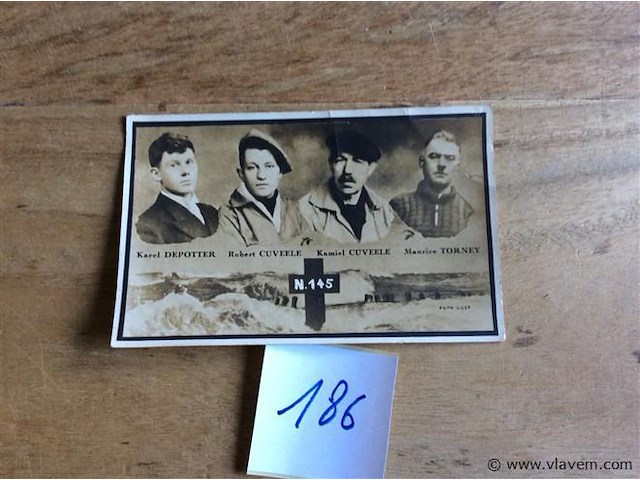 Karel DEPOTTER Robert CUVEELE Kamiel CUVEELE Maurice TORNEY
N.145
186
© www.vlavem.com